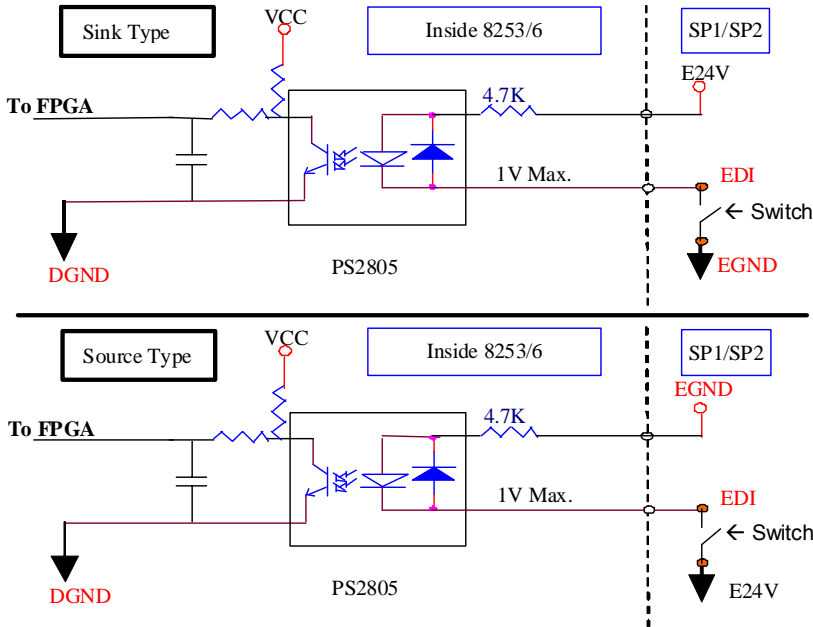 Sink Type
VCC
Inside 8253/6
SP1/SP2
E24V
4.7K
To FPGA
1V Max.
EDI
← Switch
DGND
PS2805
EGND
Source Type
VCC
Inside 8253/6
SP1/SP2
EGND
4.7K
To FPGA
1V Max.
EDI
← Switch
DGND
PS2805
E24V